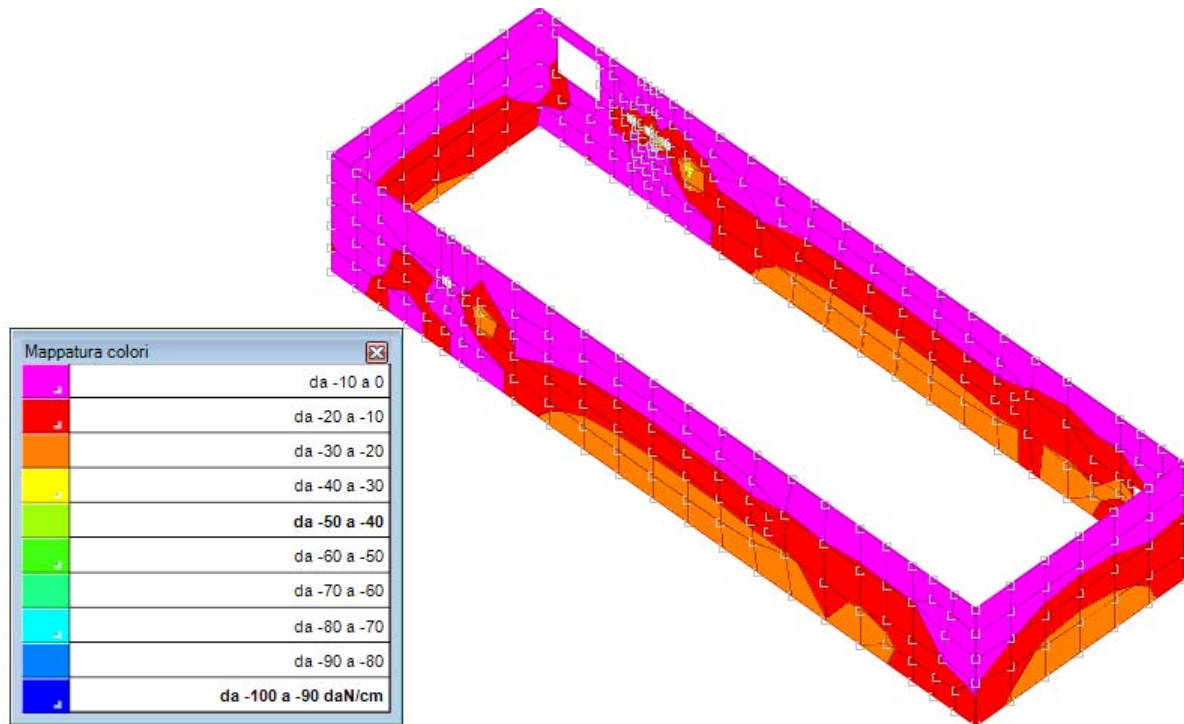 Mappatura colori
da -10 a 0
da -20 a -10
da -30 a -20
da -40 a -30
da -50 a -40
da -60 a -50
da -70 a -60
da -80 a -70
da -90 a -80
da -100 a -90 daN/cm